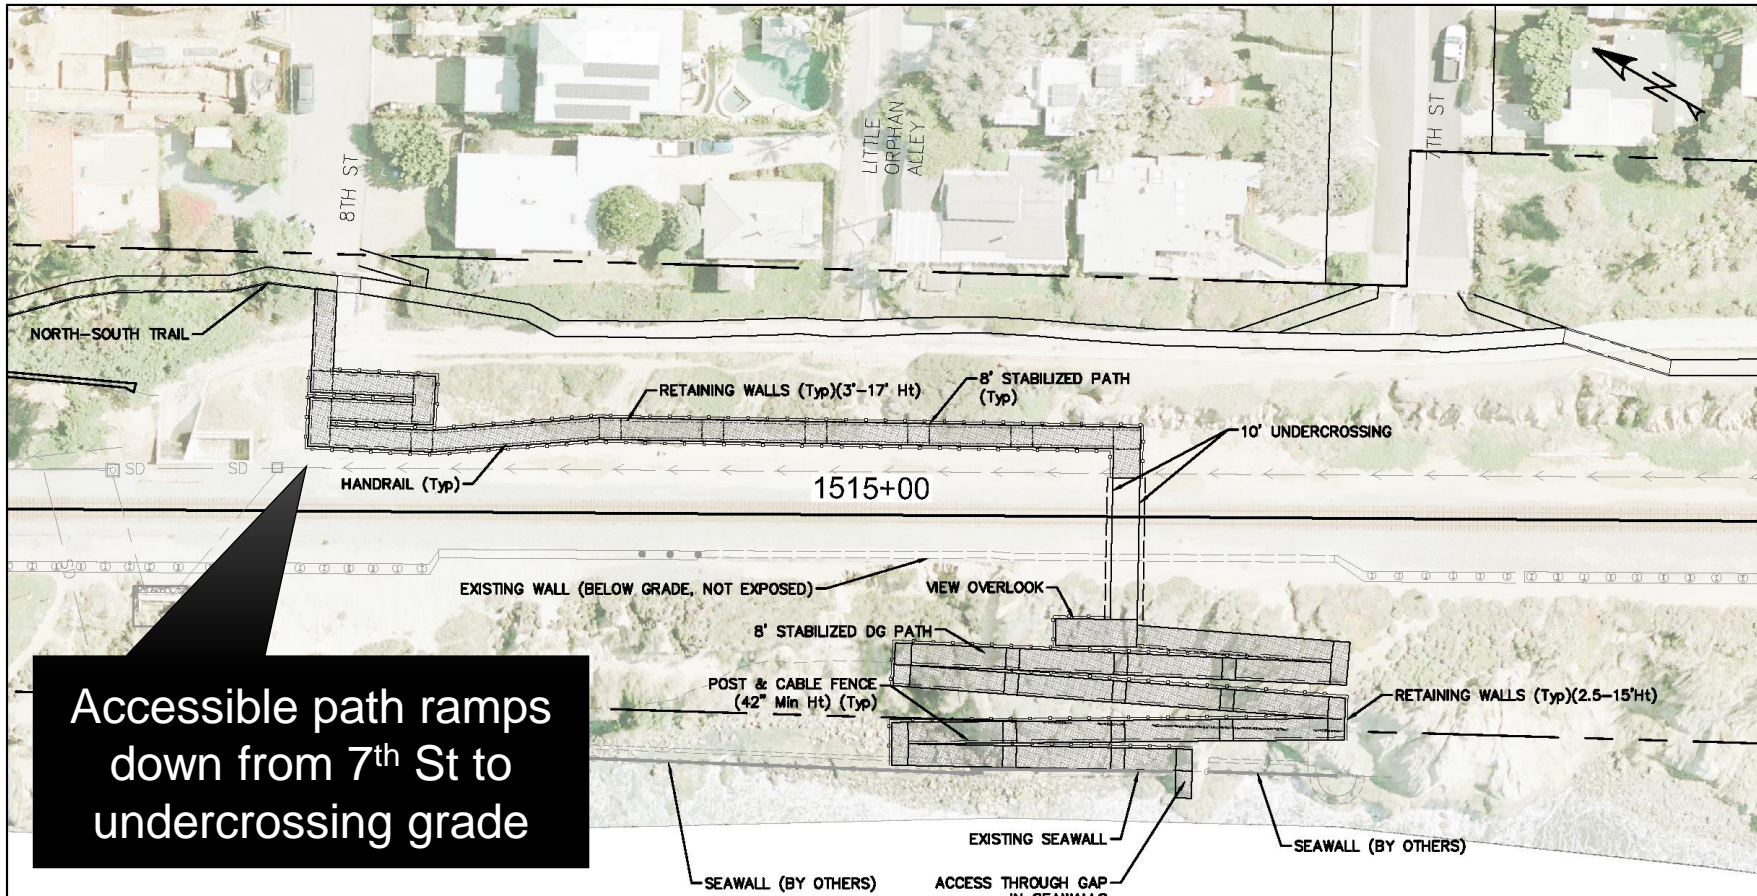 8TH ST
LITTLE
ORPHAN
ALLEY
7TH ST
N
NORTH-SOUTH TRAIL
RETAINING WALLS (Typ)(3'-17' Ht)
8' STABILIZED PATH
(Typ)
10' UNDERCROSSING
SD
SD
HANDRAIL (Typ)
1515+00
EXISTING WALL (BELOW GRADE, NOT EXPOSED)
VIEW OVERLOOK
8' STABILIZED DG PATH
POST & CABLE FENCE
(42" Min Ht) (Typ)
RETAINING WALLS (Typ)(2.5-15'Ht)
Accessible path ramps
down from 7th St to
undercrossing grade
EXISTING SEAWALL
SEAWALL (BY OTHERS)
SEAWALL (BY OTHERS)
ACCESS THROUGH GAP
IN SEAWALLS